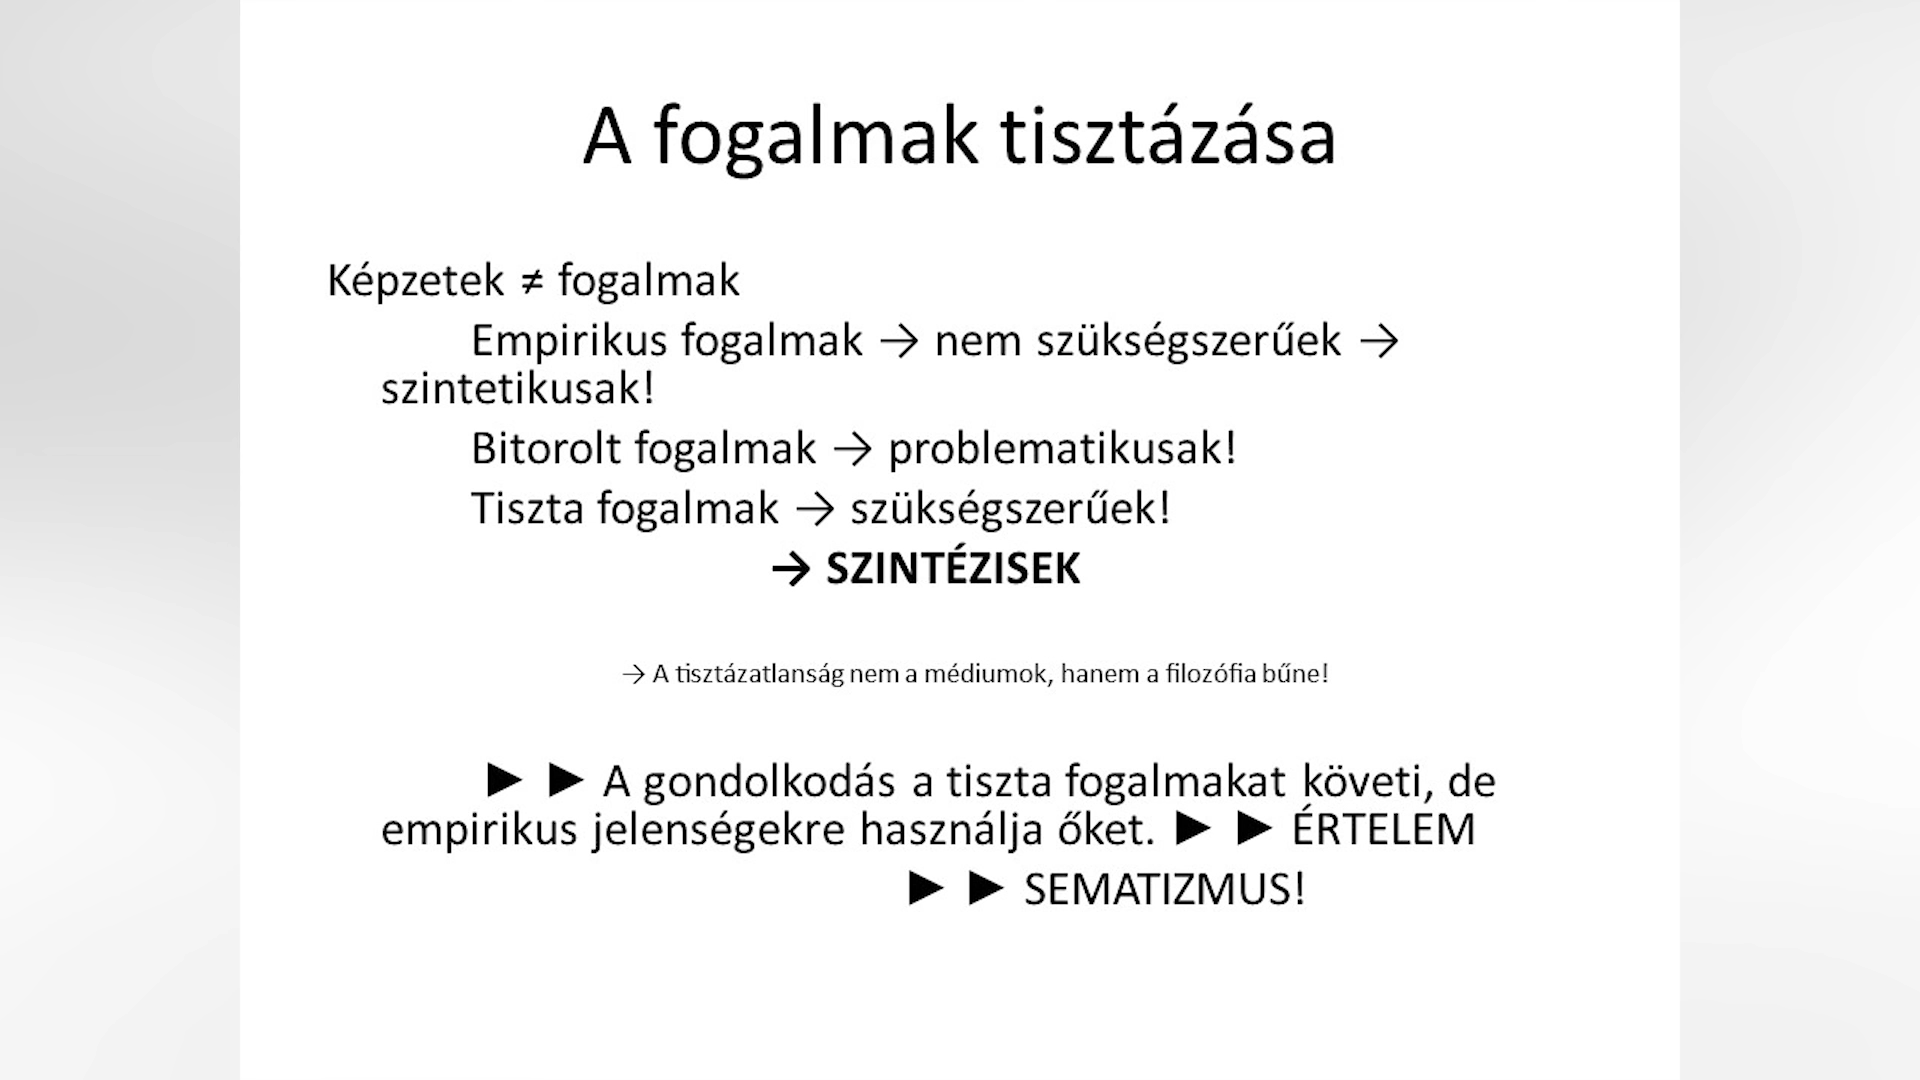 A fogalmak tisztázása
Képzetek ≠ fogalmak
Empirikus fogalmak → nem szükségszerűek →
szintetikusak!
Bitorolt fogalmak → problematikusak!
Tiszta fogalmak → szükségszerűek!
→ SZINTÉZISEK
→ A tisztázatlanság nem a médiumok, hanem a filozófia bűne!
► ► A gondolkodás a tiszta fogalmakat követi, de
empirikus jelenségekre használja őket. ► ► ÉRTELEM
► ► SEMATIZMUS!